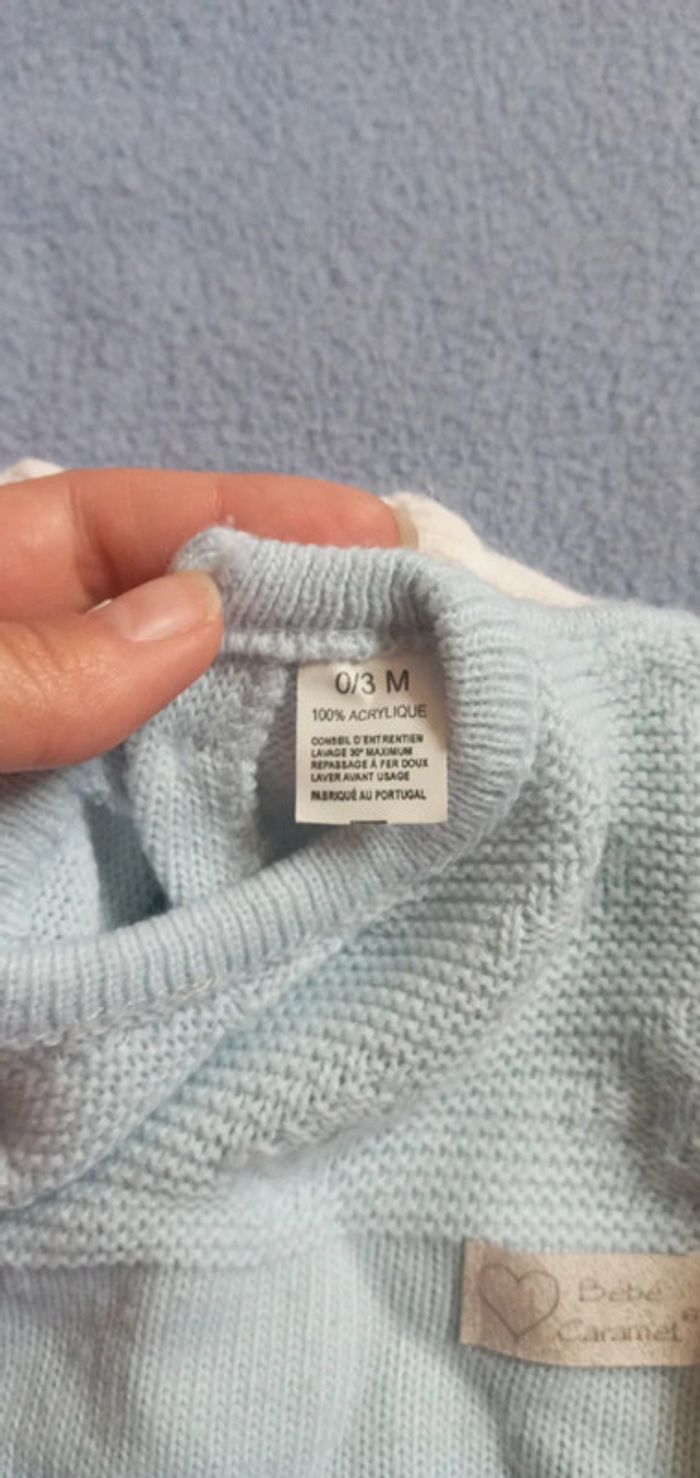 0/3 M
100% ACRYLIQUE
CONSEIL D'ENTRETIEN
LAVAGE 30° MAXIMUM
REPASSAGE À FER DOUX
LAVER AVANT USAGE
FABRIQUÉ AU PORTUGAL
Bébé
Caramel